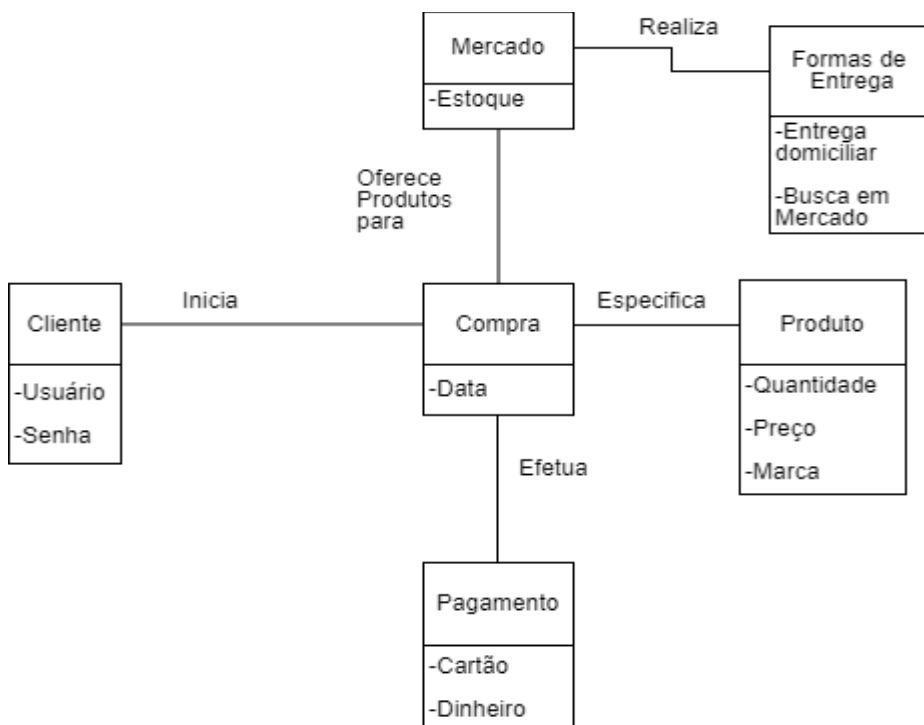 Mercado
-Estoque
Realiza
Formas de
Entrega
-Entrega
domiciliar
-Busca em
Mercado
Oferece
Produtos
para
Cliente
-Usuário
-Senha
Inicia
Compra
-Data
Especifica
Produto
-Quantidade
-Preço
-Marca
Efetua
Pagamento
-Cartão
-Dinheiro